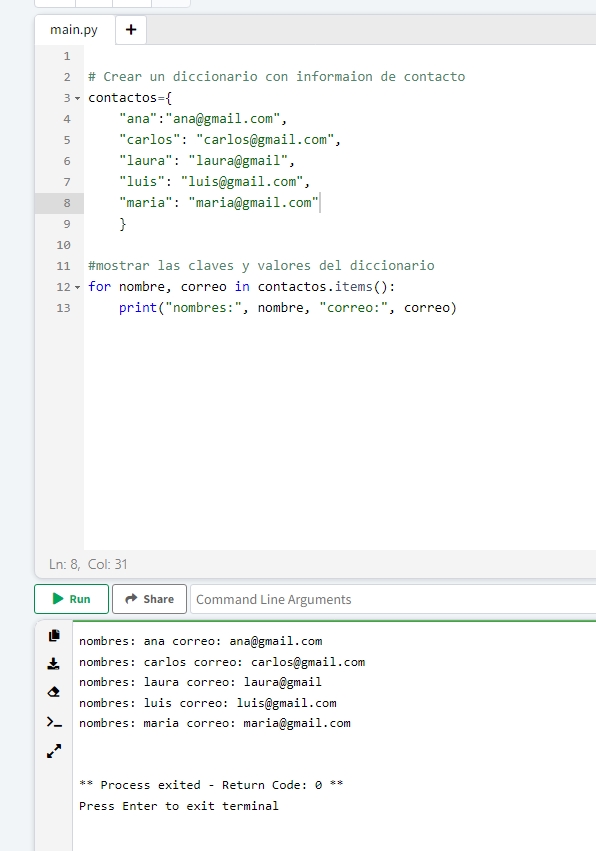 main.py +
1
2 # Crear un diccionario con informaion de contacto
3 contactos={
4 "ana":"ana@gmail.com",
5 "carlos": "carlos@gmail.com",
6 "laura": "laura@gmail",
7 "luis": "luis@gmail.com",
8 "maria": "maria@gmail.com"
9 }
10
11 #mostrar las claves y valores del diccionario
12 for nombre, correo in contactos.items():
13 print("nombres:", nombre, "correo:", correo)
Ln: 8, Col: 31
Run Share Command Line Arguments
nombres: ana correo: ana@gmail.com
nombres: carlos correo: carlos@gmail.com
nombres: laura correo: laura@gmail
nombres: luis correo: luis@gmail.com
nombres: maria correo: maria@gmail.com
** Process exited - Return Code: 0 **
Press Enter to exit terminal